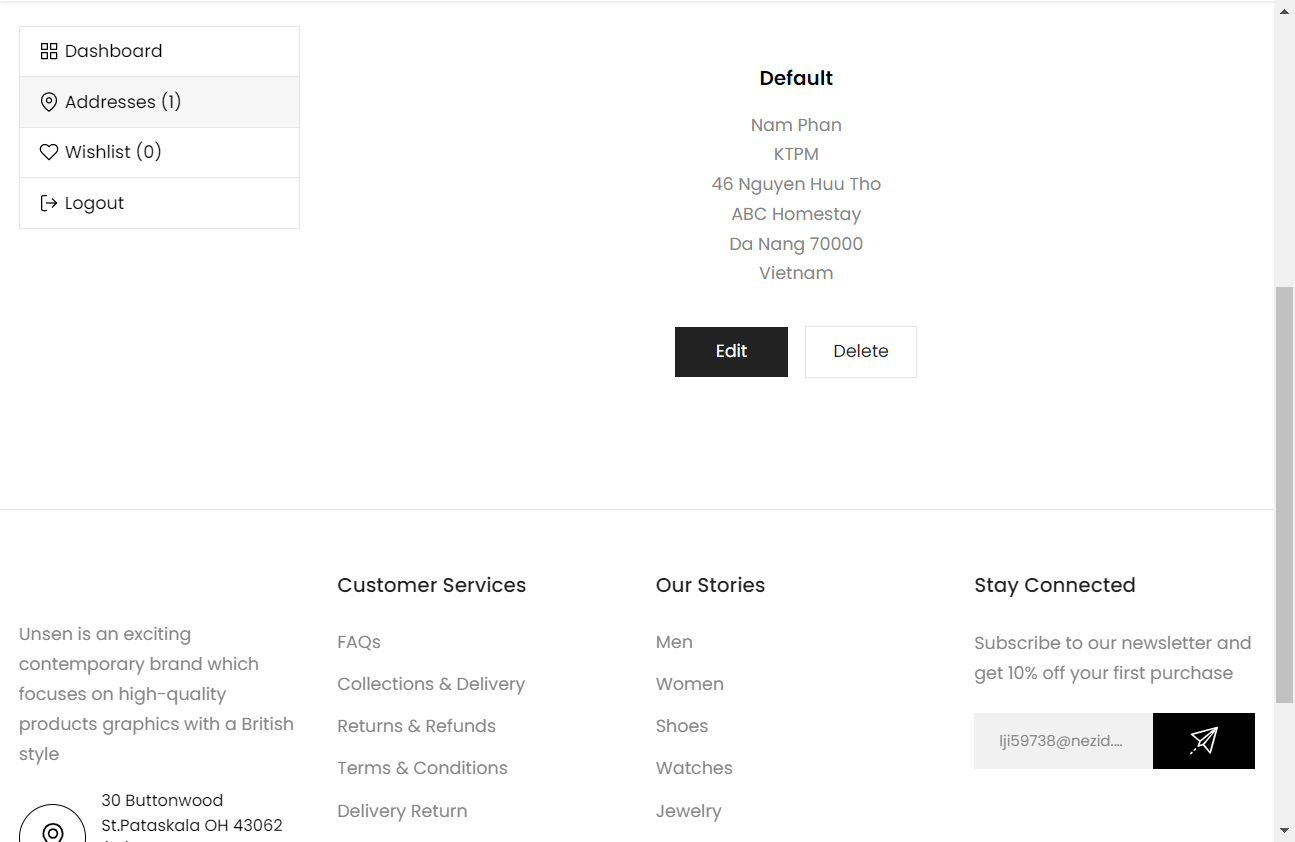 Dashboard
Addresses (1)
Wishlist (0)
Logout
Default
Nam Phan
KTPM
46 Nguyen Huu Tho
ABC Homestay
Da Nang 70000
Vietnam
Edit
Delete
Unsen is an exciting
contemporary brand which
focuses on high-quality
products graphics with a British
style
30 Buttonwood
St.Pataskala OH 43062
Customer Services
FAQs
Collections & Delivery
Returns & Refunds
Terms & Conditions
Delivery Return
Our Stories
Men
Women
Shoes
Watches
Jewelry
Stay Connected
Subscribe to our newsletter and
get 10% off your first purchase
lji59738@nezid....